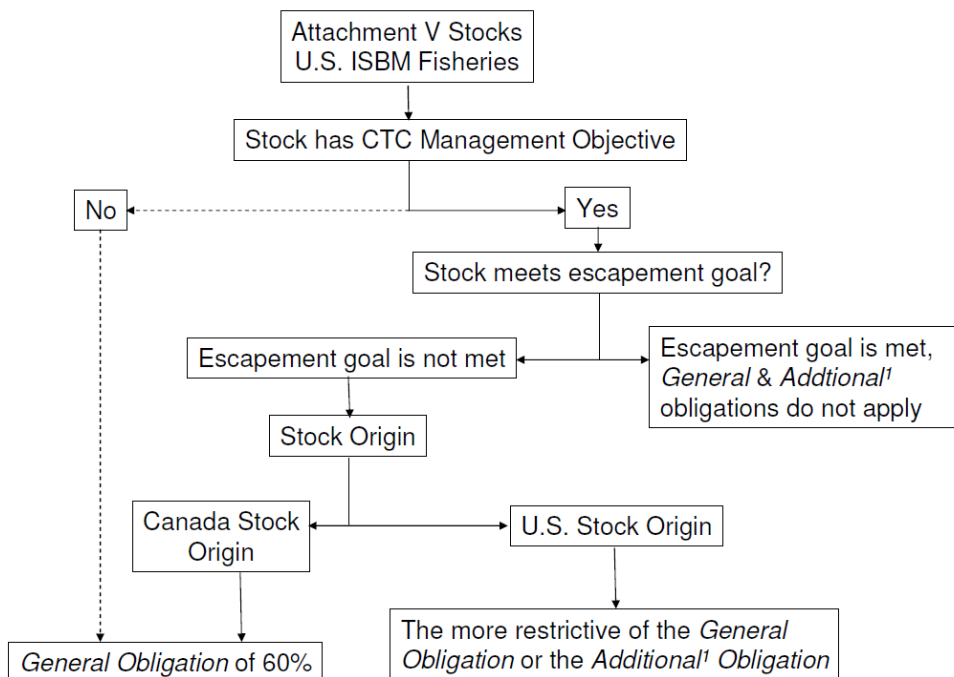 Attachment V Stocks
U.S. ISBM Fisheries
Stock has CTC Management Objective
No
Yes
Stock meets escapement goal?
Escapement goal is not met
Escapement goal is met,
General & Addtional¹
obligations do not apply
Stock Origin
Canada Stock
Origin
U.S. Stock Origin
General Obligation of 60%
The more restrictive of the General
Obligation or the Additional¹ Obligation